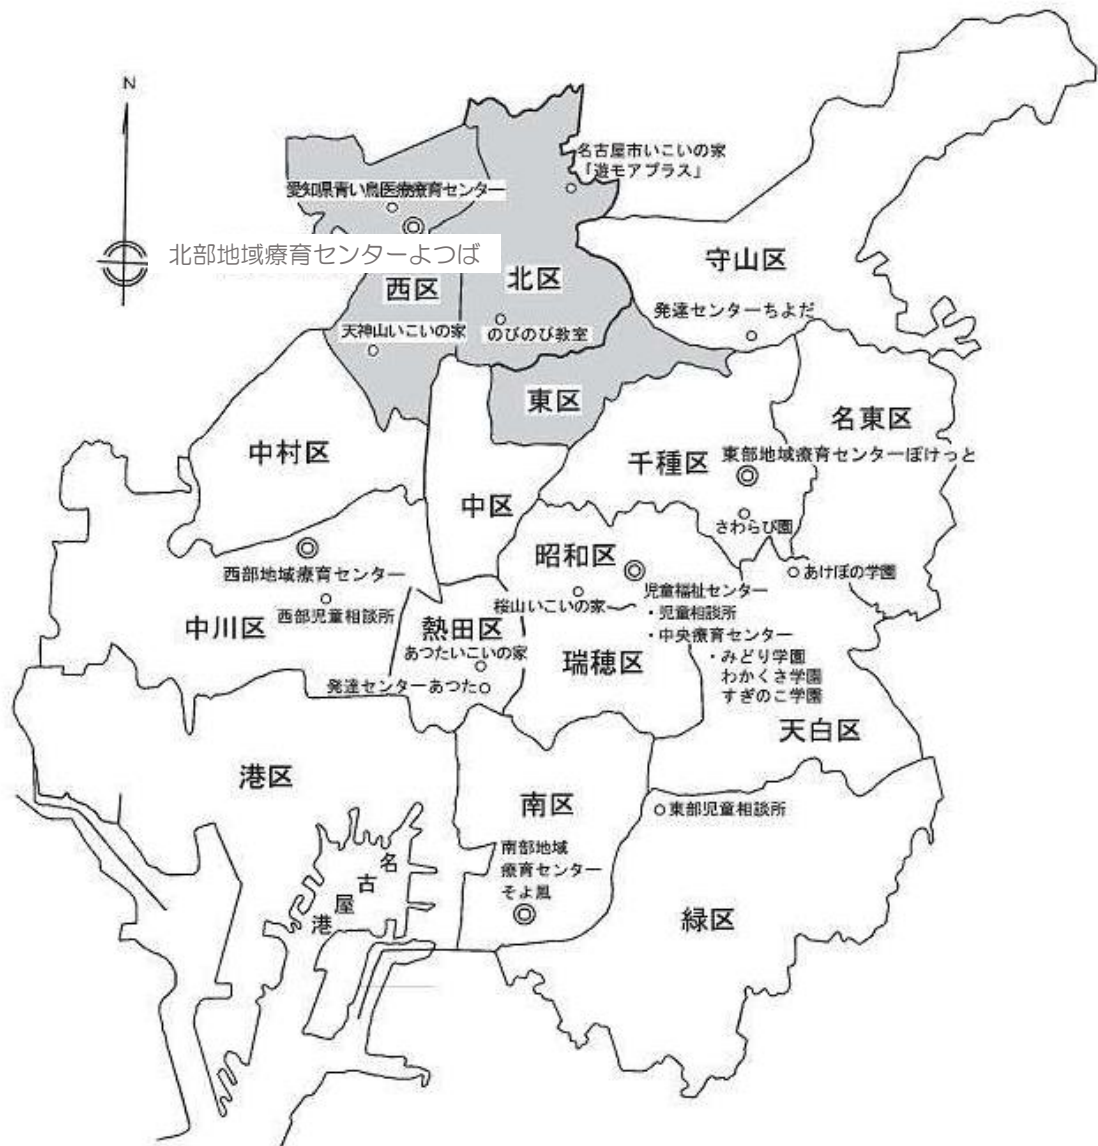 N
名古屋市いこいの家
「遊モアプラス」
愛知県青い鳥医療療育センター
北部地域療育センターよつば
守山区
北区
西区
発達センターちよだ
天神山いこいの家
のびのび教室
東区
名東区
中村区
千種区
東部地域療育センターぽけっと
中区
さわらび園
昭和区
西部地域療育センター
あけぼの学園
児童福祉センター
・児童相談所
・中央療育センター
・みどり学園
わかくさ学園
すぎのこ学園
桜山いこいの家
西部児童相談所
中川区
熱田区
あつたいこいの家
瑞穂区
発達センターあつた
天白区
港区
南区
東部児童相談所
南部地域
療育センター
そよ風
名古屋港
緑区